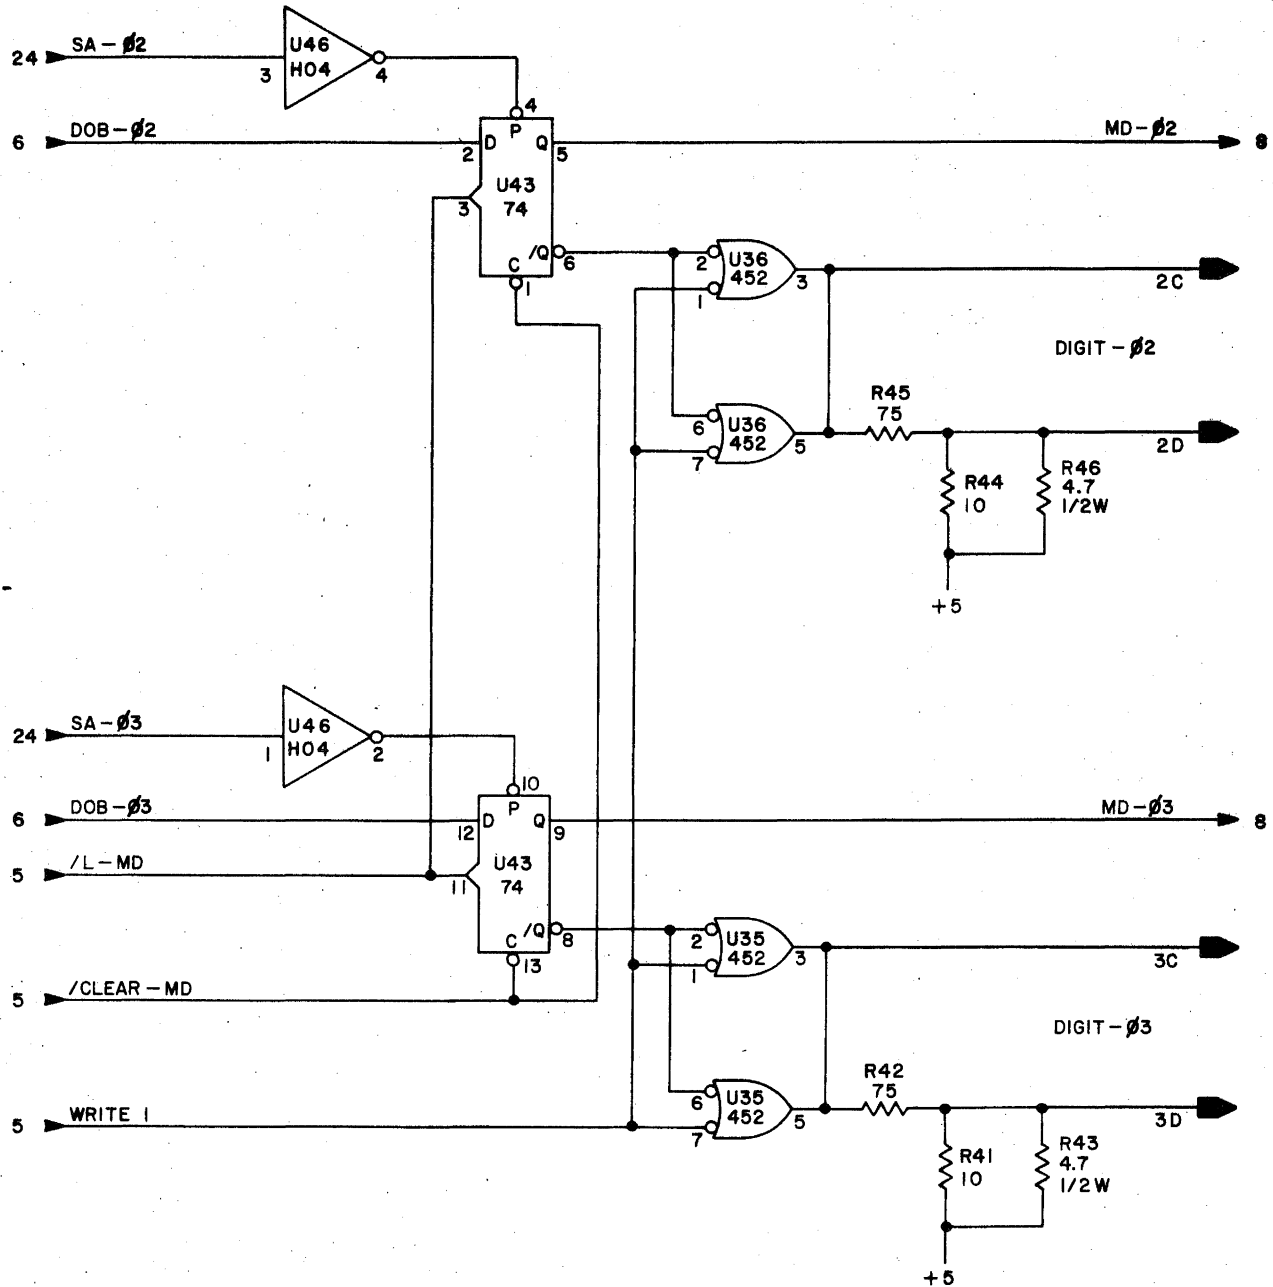 24 SA-Ø2
3 U46 4
H04
4
6 DOB-Ø2
2 D P Q 5
MD-Ø2 8
U43
74
3
/Q 6
C
1
2 U36 3
452
1
2C
DIGIT-Ø2
6 U36 5
452
7
R45
75
2D
R44
10
R46
4.7
1/2W
+5
24 SA-Ø3
1 U46 2
H04
10
6 DOB-Ø3
12 D P Q 9
MD-Ø3 8
5 /L-MD
11
U43
74
/Q 8
C
13
5 /CLEAR-MD
2 U35 3
452
1
3C
DIGIT-Ø3
5 WRITE 1
6 U35 5
452
7
R42
75
3D
R41
10
R43
4.7
1/2W
+5